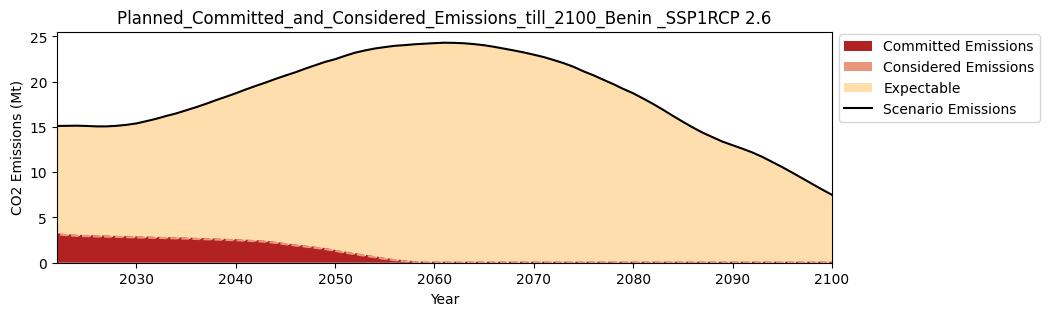 Planned_Committed_and_Considered_Emissions_till_2100_Benin _SSP1RCP 2.6
Committed Emissions
Considered Emissions
Expectable
Scenario Emissions
CO2 Emissions (Mt)
25
20
15
10
5
0
2030
2040
2050
2060
2070
2080
2090
2100
Year